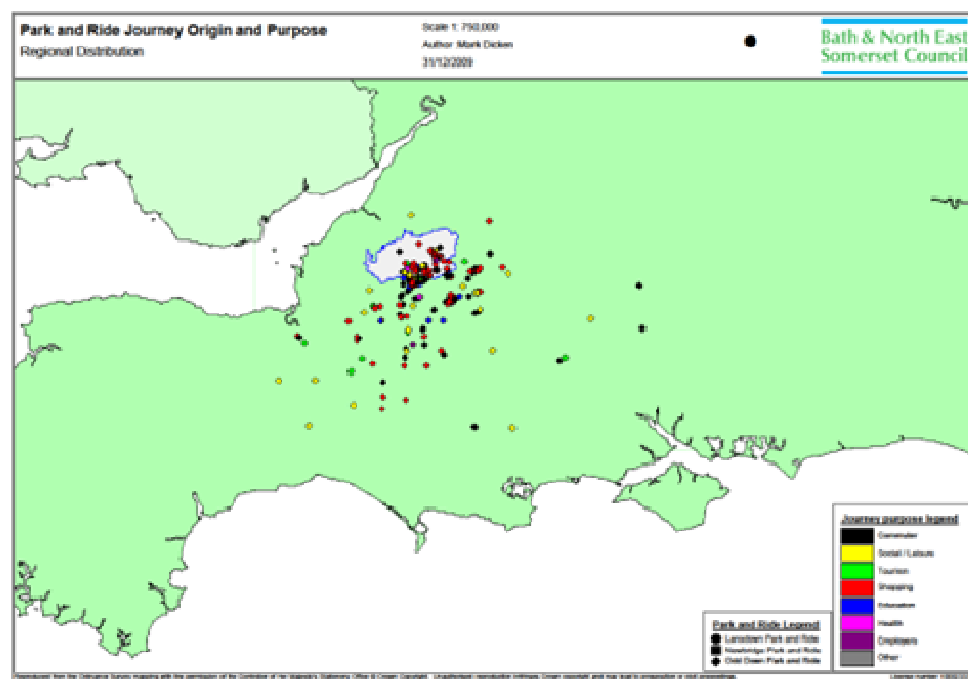 Park and Ride Journey Origin and Purpose
Regional Distribution
Scale 1: 750,000
Author Mark Dicken
31/12/2009
Bath & North East
Somerset Council
Journey purpose legend
Commuter
Social / Leisure
Tourism
Shopping
Education
Health
Employers
Other
Park and Ride Legend
Lansdown Park and Ride
Newbridge Park and Ride
Odd Down Park and Ride